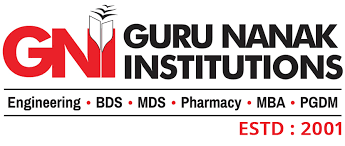 GNI GURU NANAK
INSTITUTIONS
Engineering • BDS • MDS • Pharmacy • MBA • PGDM
ESTD : 2001